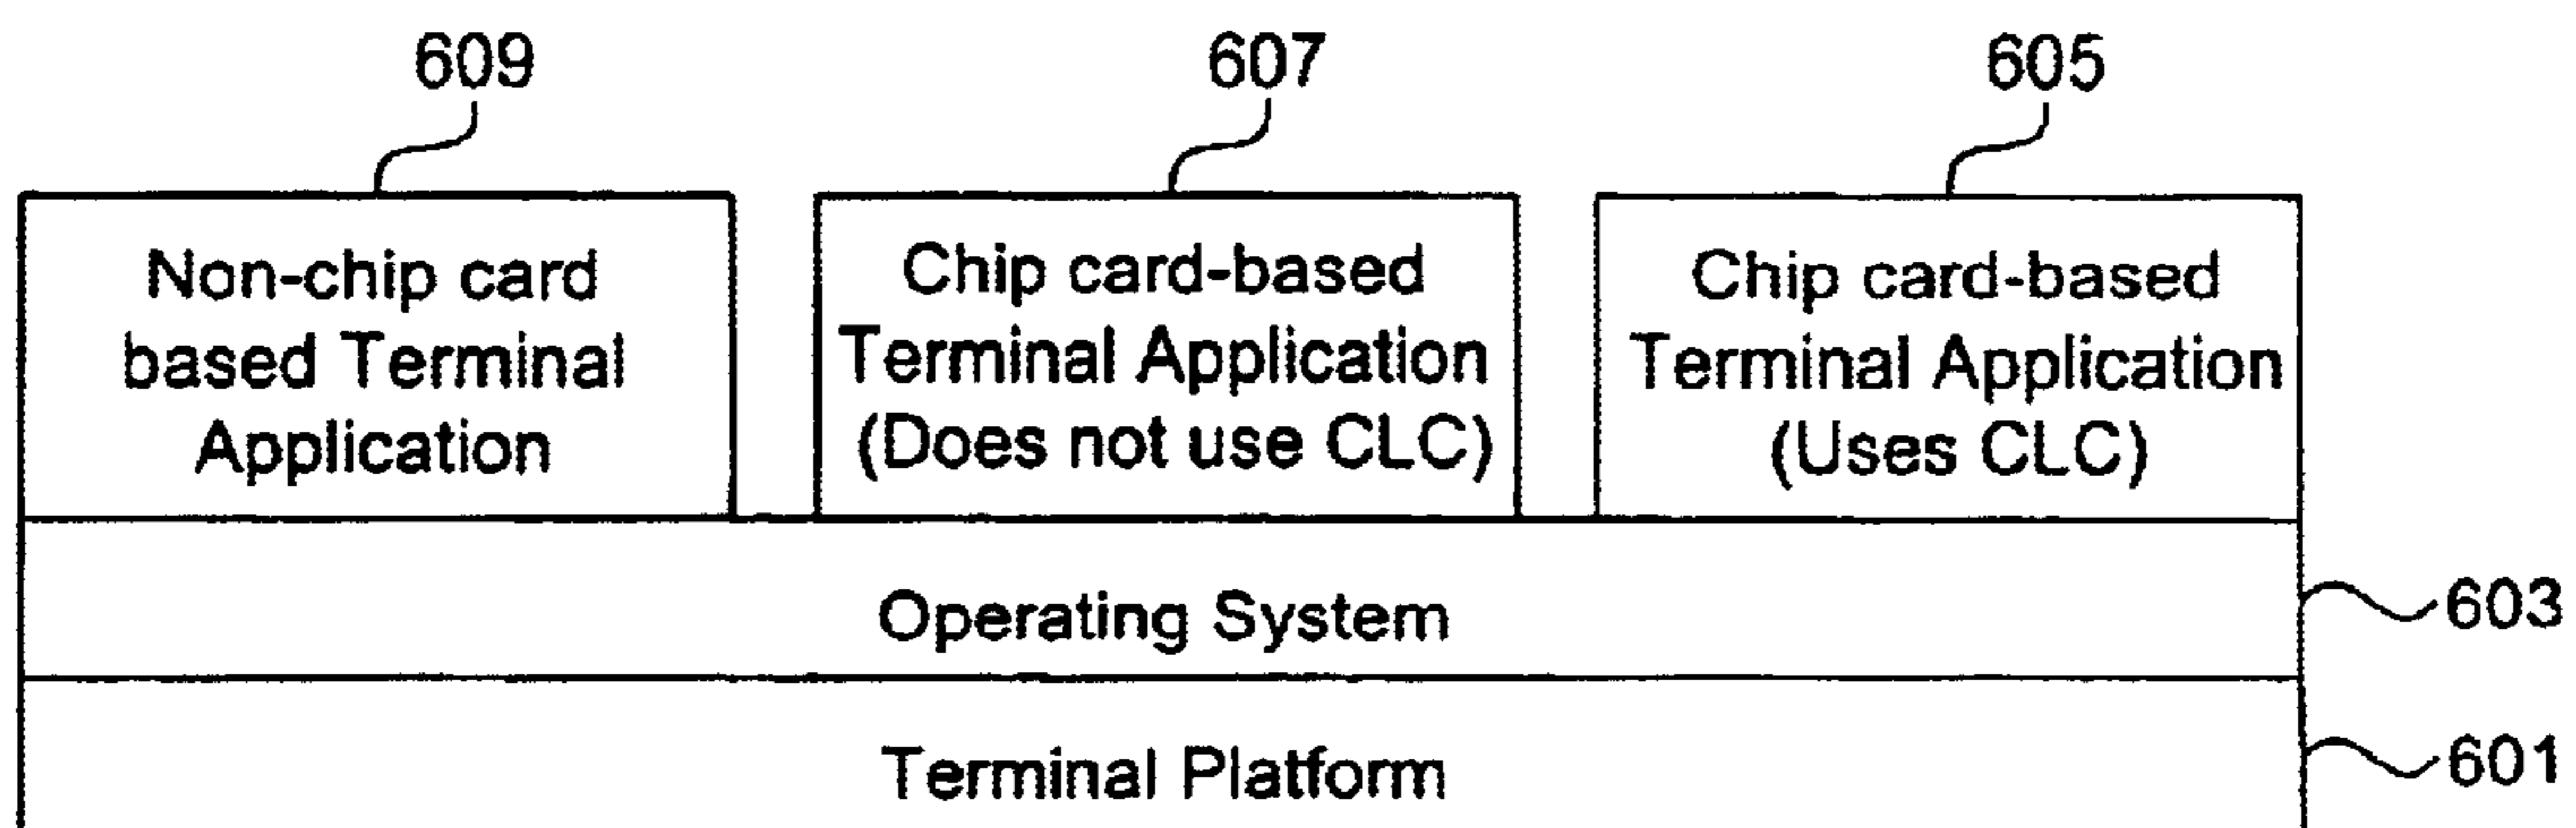 609
607
605
Non-chip card
based Terminal
Application
Chip card-based
Terminal Application
(Does not use CLC)
Chip card-based
Terminal Application
(Uses CLC)
Operating System
603
Terminal Platform
601